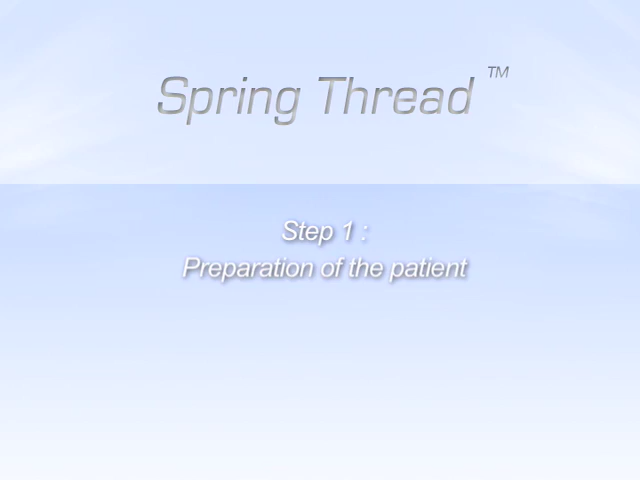 Spring Thread ™
Step 1 :
Preparation of the patient